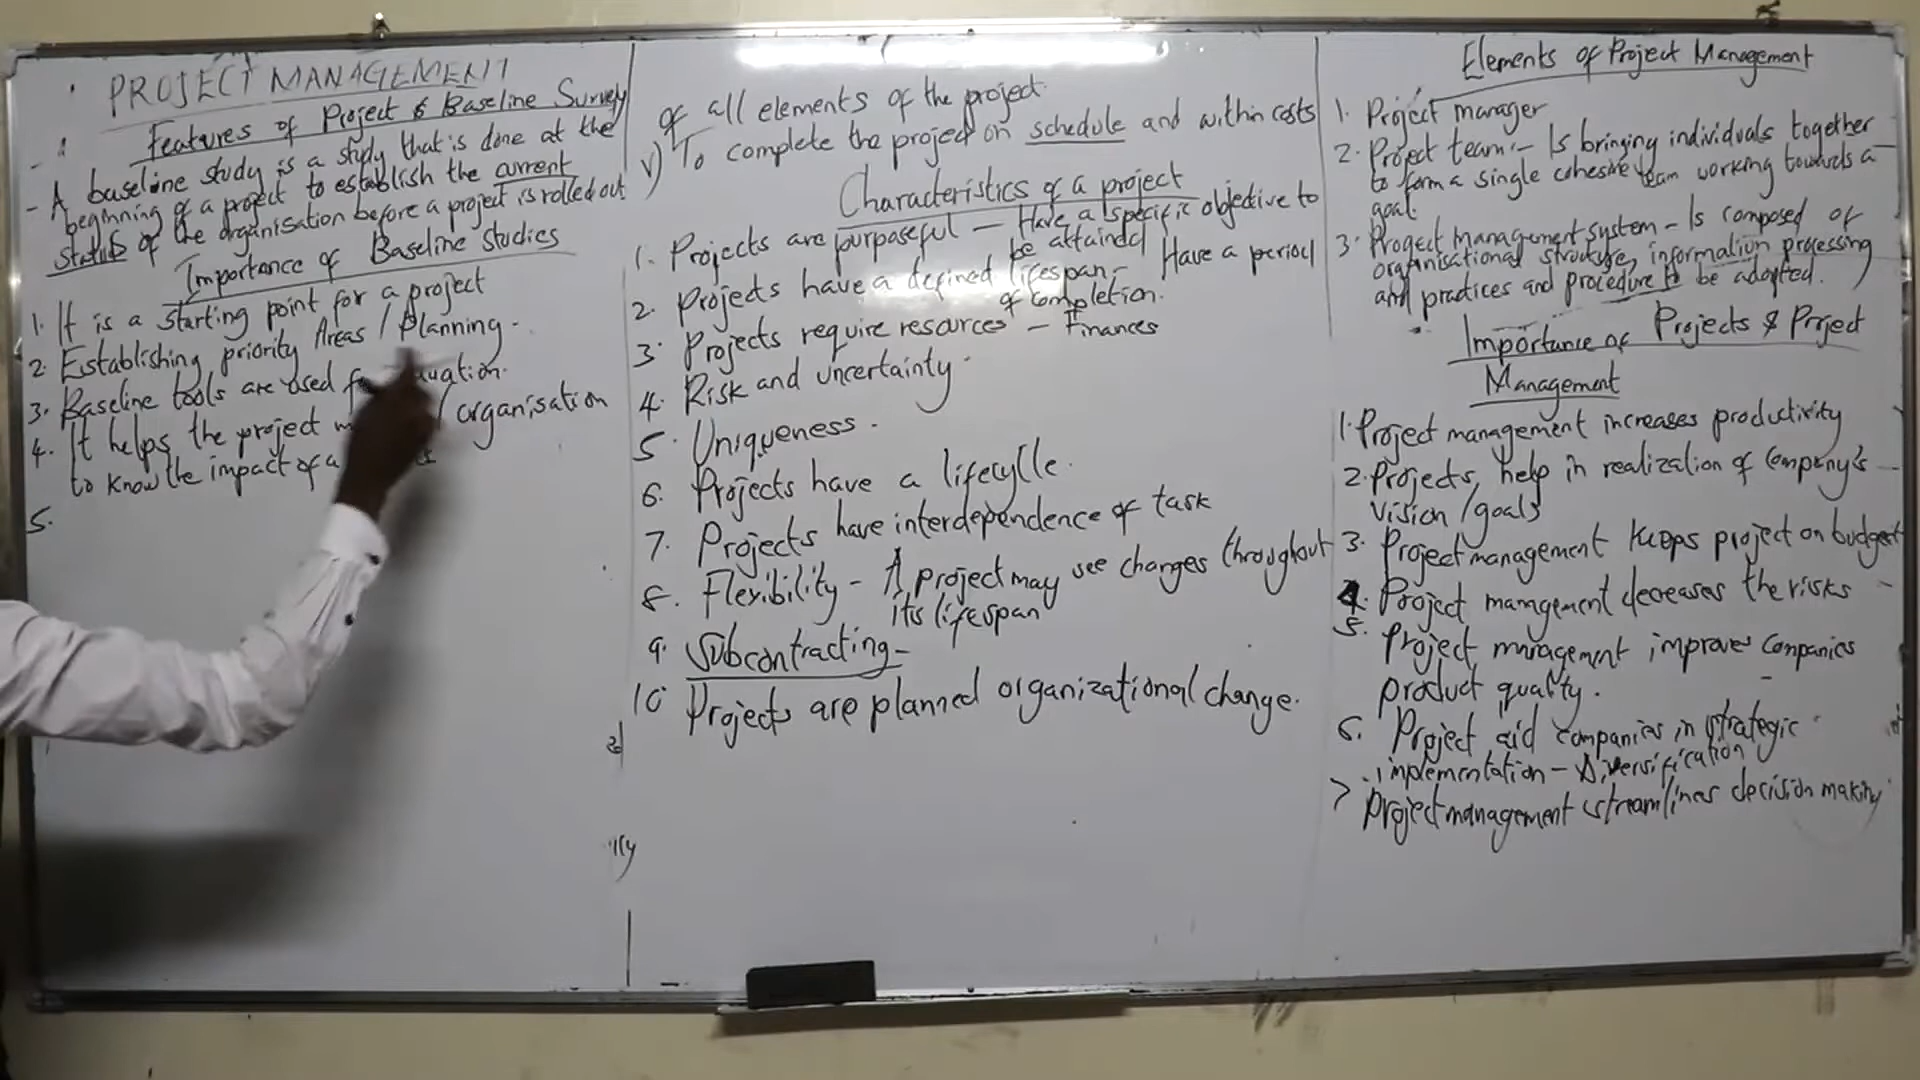 PROJECT MANAGEMENT
Features of Project & Baseline Survey
- A baseline study is a study that is done at the
beginning of a project to establish the current
status of the organisation before a project is rolled out
Importance of Baseline studies
1. It is a starting point for a project
2. Establishing priority Areas / Planning.
3. Baseline tools are used
4. It helps the project / organisation
to know the impact of a
5.
of all elements of the project.
v) To complete the project on schedule and within costs
Characteristics of a project
1. Projects are purposeful - Have a specific objective to
be attained
2. Projects have a defined lifespan - Have a period
of completion.
3. Projects require resources - Finances
4. Risk and uncertainty.
5. Uniqueness.
6. Projects have a lifecylle.
7. Projects have interdependence of task
8. Flexibility - A project may see changes throughout
its lifespan
9. Subcontracting -
10 Projects are planned organizational change.
Elements of Project Management
1. Project manager
2. Project team :- Is bringing individuals together
to form a single cohesive team working towards a
goal.
3. Project Management system - Is composed of
organisational structure, information processing
and practices and procedure to be adopted.
Importance of Projects & Project
Management
1. Project management increases productivity
2. Projects, help in realization of Company's
Vision / goals
3. Project management keeps project on budget
4. Project management decreases the risks
5. Project management improves companies
product quality.
6. Project aid companies in strategic
implementation - Diversification
7 Project management streamlines decision making